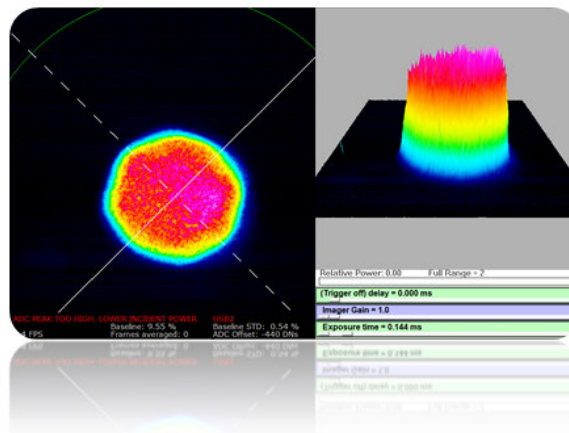 ADC PEAK TOO HIGH. LOWER INCIDENT POWER USB2
Baseline: 9.55 % Baseline STD: 0.54 %
4 FPS Frames averaged: 0 ADC Offset: -440 DNs
Relative Power: 0.00 Full Range = 2
(Trigger off) delay = 0.000 ms
Imager Gain = 1.0
Exposure time = 0.144 ms